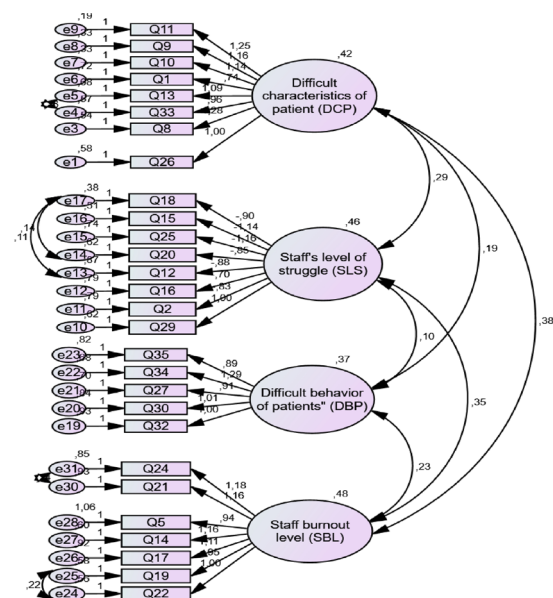 ,19
e9 1 Q11
e8 Q9
e7 1 Q10
e6 1 Q1
e5 1 Q13
e4 1 Q33
e3 1 Q8
,58
e1 1 Q26
1,25
1,16
1,14
,74
1,09
,96
,28
1,00
,42
Difficult
characteristics of
patient (DCP)
,38
e17 1 Q18
e16 1 Q15
e15 1 Q25
e14 1 Q20
e13 1 Q12
e12 1 Q16
e11 1 Q2
e10 1 Q29
,14
,11
-,90
-1,14
-1,16
-,85
-,88
,70
,83
1,00
,46
Staff's level of
struggle (SLS)
,82
e23 1 Q35
e22 1 Q34
e21 1 Q27
e20 1 Q30
e19 1 Q32
,89
1,29
,91
1,01
1,00
,37
Difficult behavior
of patients" (DBP)
,85
e31 1 Q24
e30 1 Q21
1,06
e28 1 Q5
e27 1 Q14
e26 1 Q17
e25 1 Q19
e24 1 Q22
,22
1,18
1,16
,94
1,16
1,11
,95
1,00
,48
Staff burnout
level (SBL)
,29
,19
,38
,10
,35
,23